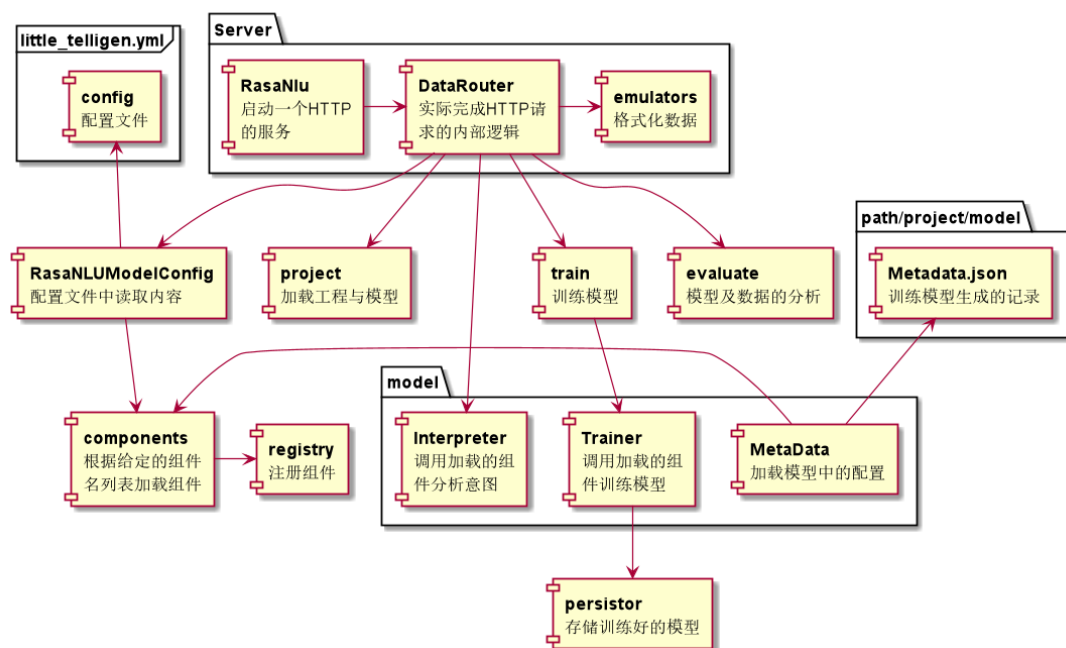 little_telligen.yml
config
配置文件
Server
RasaNlu
启动一个HTTP
的服务
DataRouter
实际完成HTTP请
求的内部逻辑
emulators
格式化数据
RasaNLUModelConfig
配置文件中读取内容
project
加载工程与模型
train
训练模型
evaluate
模型及数据的分析
path/project/model
Metadata.json
训练模型生成的记录
components
根据给定的组件
名列表加载组件
registry
注册组件
model
Interpreter
调用加载的组
件分析意图
Trainer
调用加载的组
件训练模型
MetaData
加载模型中的配置
persistor
存储训练好的模型